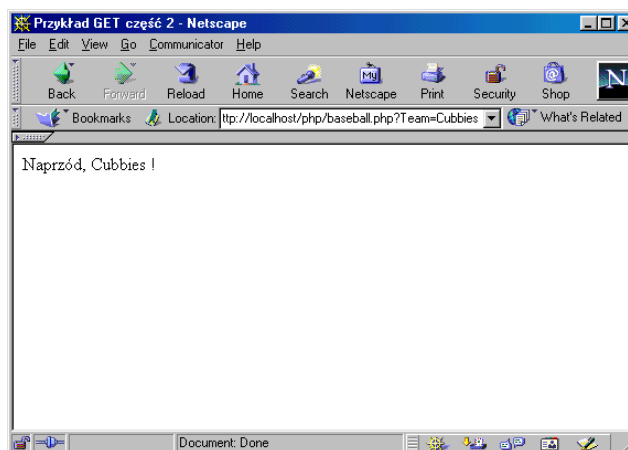 Przykład GET część 2 - Netscape
File Edit View Go Communicator Help
Back Forward Reload Home Search My Netscape Print Security Shop N
Bookmarks Location: ttp://localhost/php/baseball.php?Team=Cubbies What's Related
Naprzód, Cubbies !
Document: Done